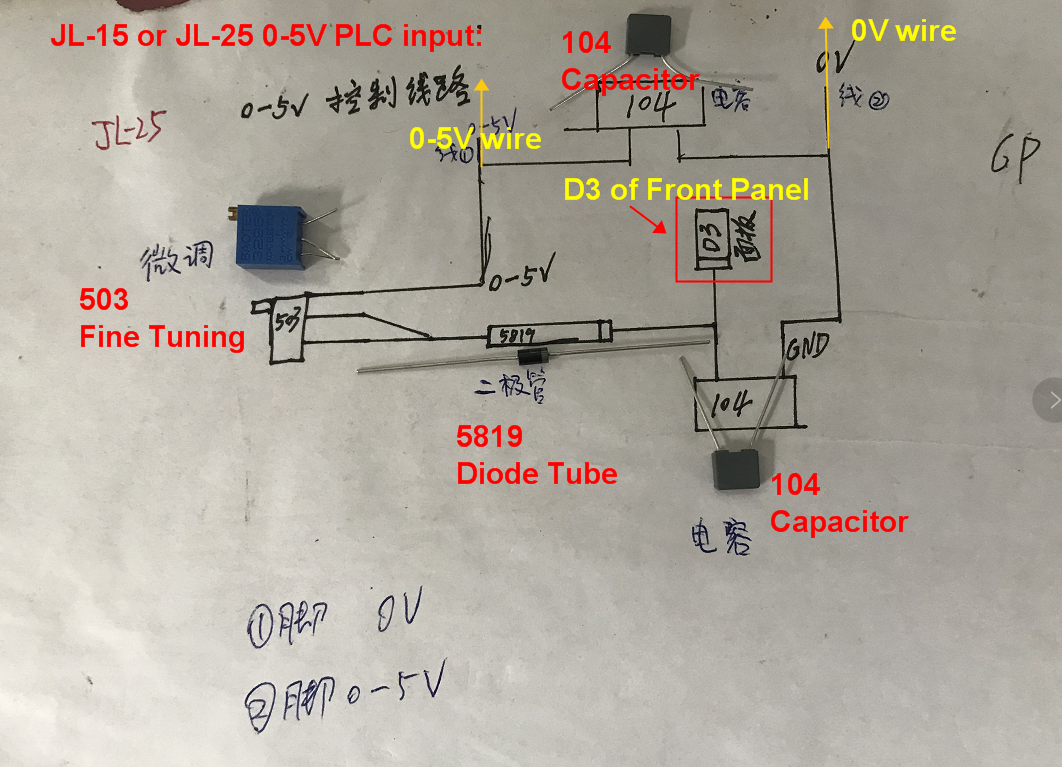 JL-15 or JL-25 0-5V PLC input:
104
Capacitor
0V wire
0V
线②
0-5V 控制线路
JL-25
104
电容
0-5V
0-5V wire
线①
GP
D3 of Front Panel
D3
面板
微调
0-5V
503
Fine Tuning
503
5819
GND
二极管
104
5819
Diode Tube
104
Capacitor
电容
①脚 0V
②脚 0-5V